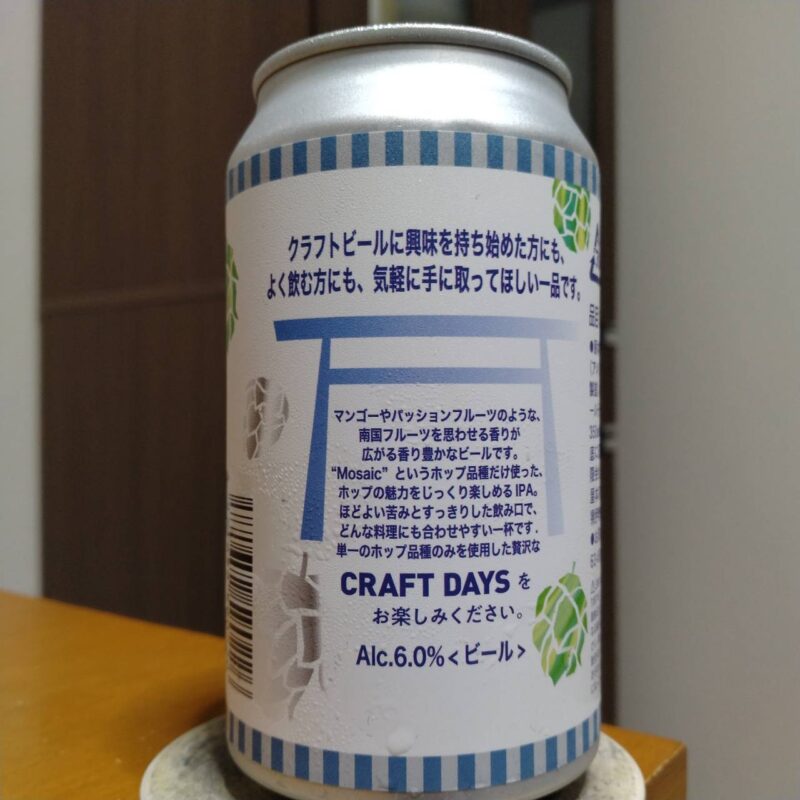 クラフトビールに興味を持ち始めた方にも、
よく飲む方にも、気軽に手に取ってほしい一品です。
マンゴーやパッションフルーツのような、
南国フルーツを思わせる香りが
広がる香り豊かなビールです。
“Mosaic”というホップ品種だけ使った、
ホップの魅力をじっくり楽しめるIPA。
ほどよい苦みとすっきりした飲み口で、
どんな料理にも合わせやすい一杯です.
単一のホップ品種のみを使用した贅沢な
CRAFT DAYS を
お楽しみください。
Alc.6.0%<ビール>